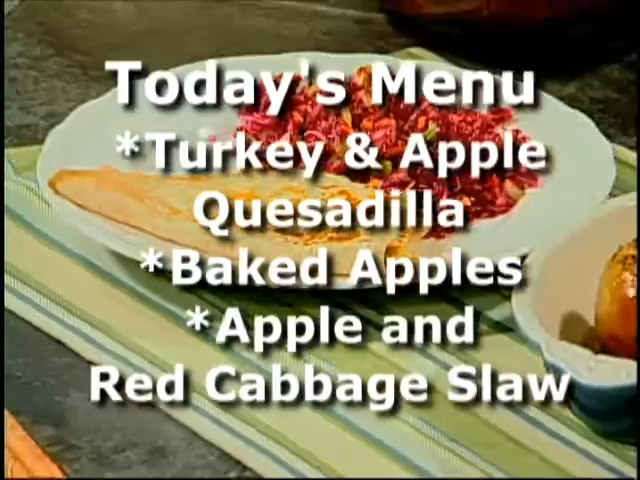 Today's Menu
*Turkey & Apple
Quesadilla
*Baked Apples
*Apple and
Red Cabbage Slaw